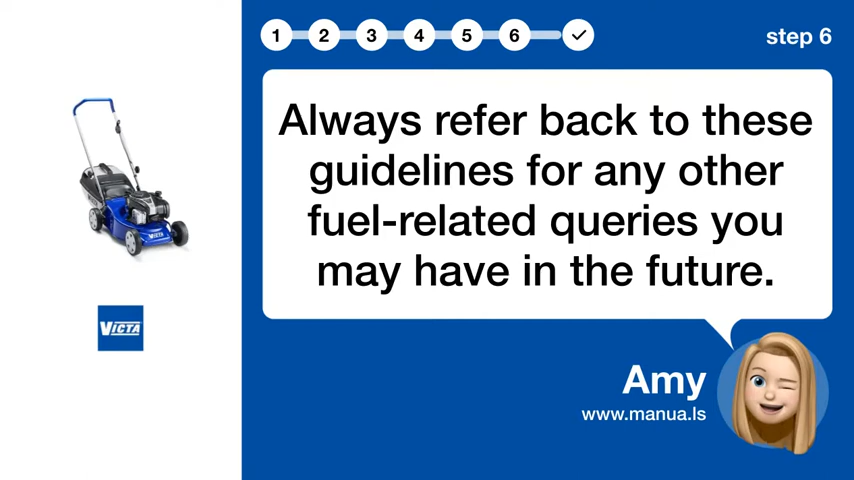 1 2 3 4 5 6
step 6
Always refer back to these
guidelines for any other
fuel-related queries you
may have in the future.
VICTA
VICTA
Amy
www.manua.ls